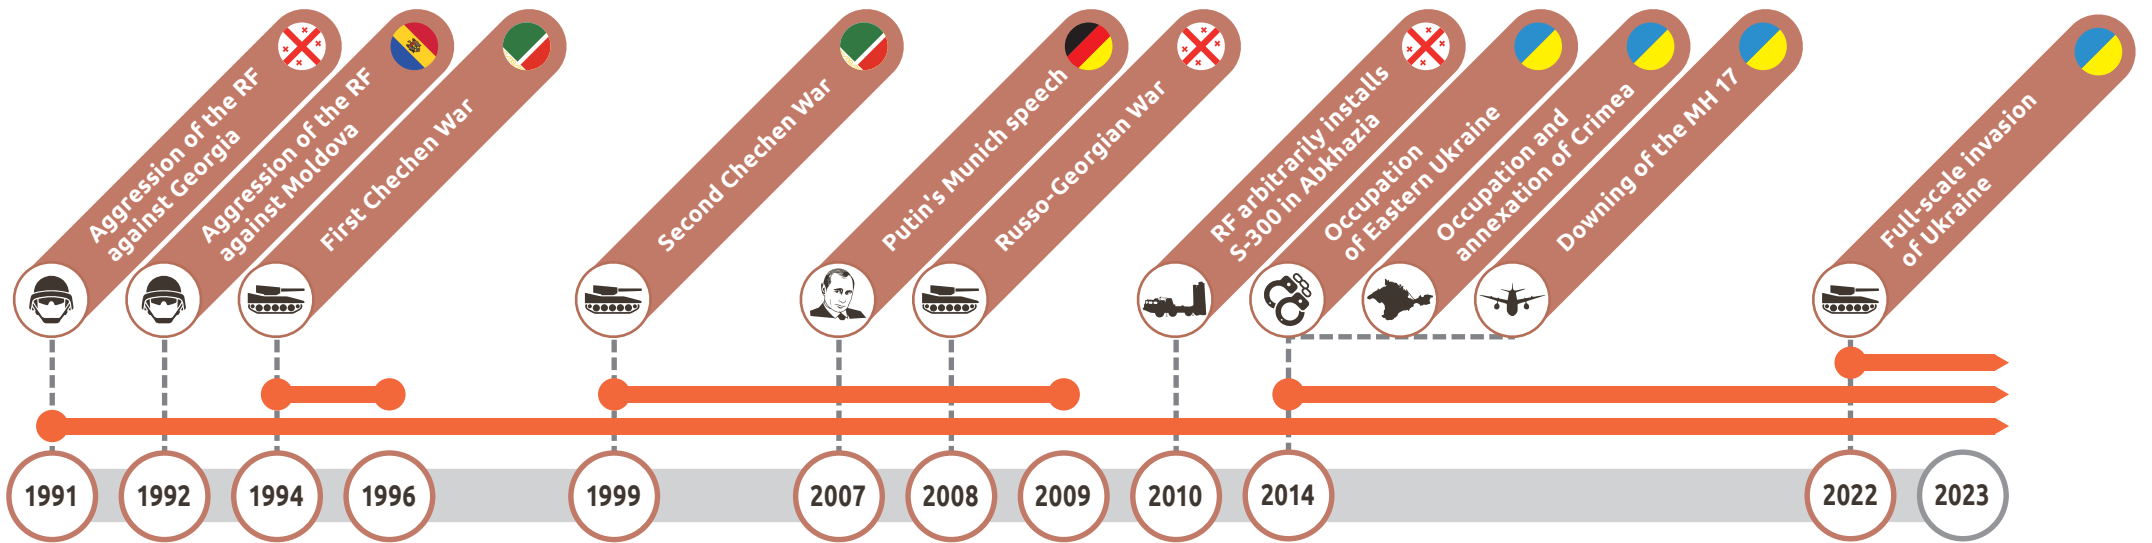 Aggression of the RF
against Georgia
Aggression of the RF
against Moldova
First Chechen War
Second Chechen War
Putin's Munich speech
Russo-Georgian War
RF arbitrarily installs
S-300 in Abkhazia
Occupation
of Eastern Ukraine
Occupation and
annexation of Crimea
Downing of the MH 17
Full-scale invasion
of Ukraine
1991
1992
1994
1996
1999
2007
2008
2009
2010
2014
2022
2023